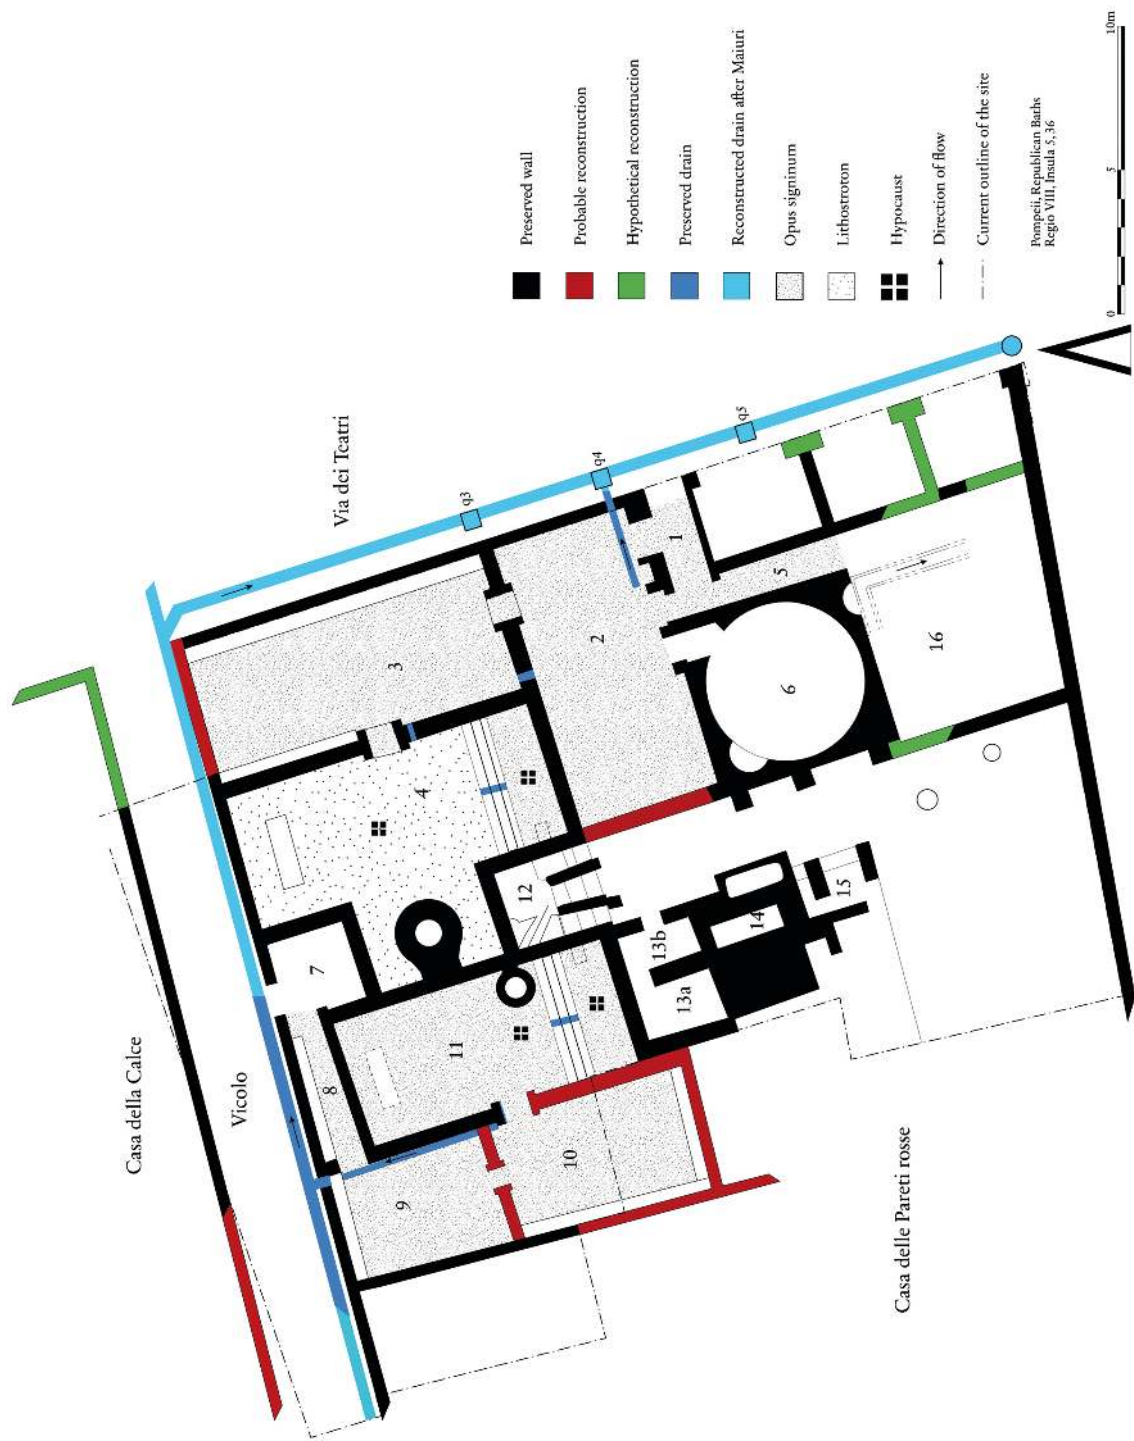 Casa della Calce
Vicolo
Via dei Teatri
Casa delle Pareti rosse
q3
q4
q5
1
2
3
4
5
6
7
8
9
10
11
12
13a
13b
14
15
16
Preserved wall
Probable reconstruction
Hypothetical reconstruction
Preserved drain
Reconstructed drain after Maiuri
Opus signinum
Lithostroton
Hypocaust
Direction of flow
Current outline of the site
Pompeii, Republican Baths
Regio VIII, Insula 5, 36
0 5 10m